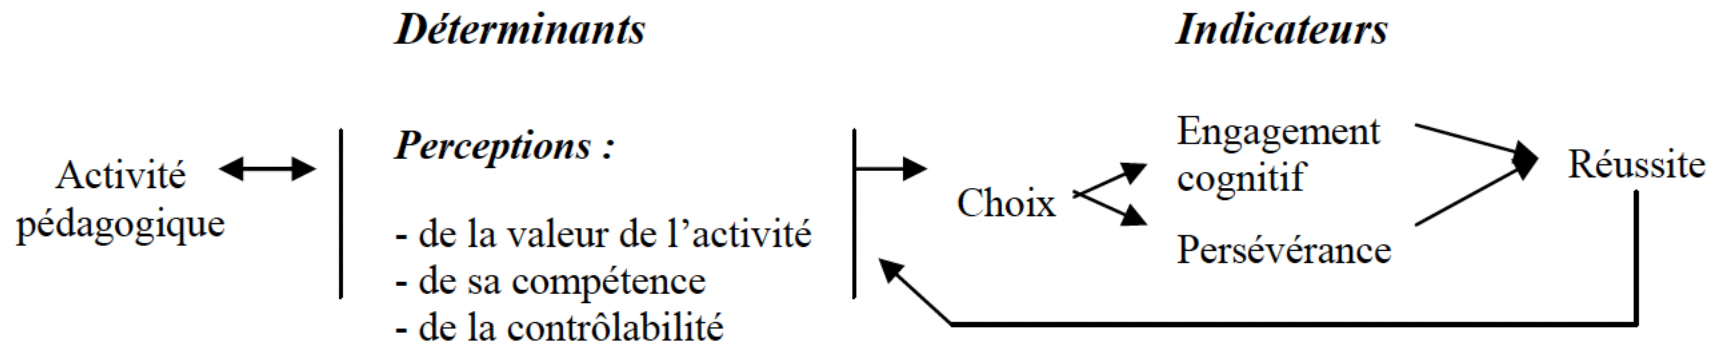 Déterminants
Indicateurs
Activité
pédagogique
Perceptions :
- de la valeur de l’activité
- de sa compétence
- de la contrôlabilité
Choix
Engagement
cognitif
Persévérance
Réussite